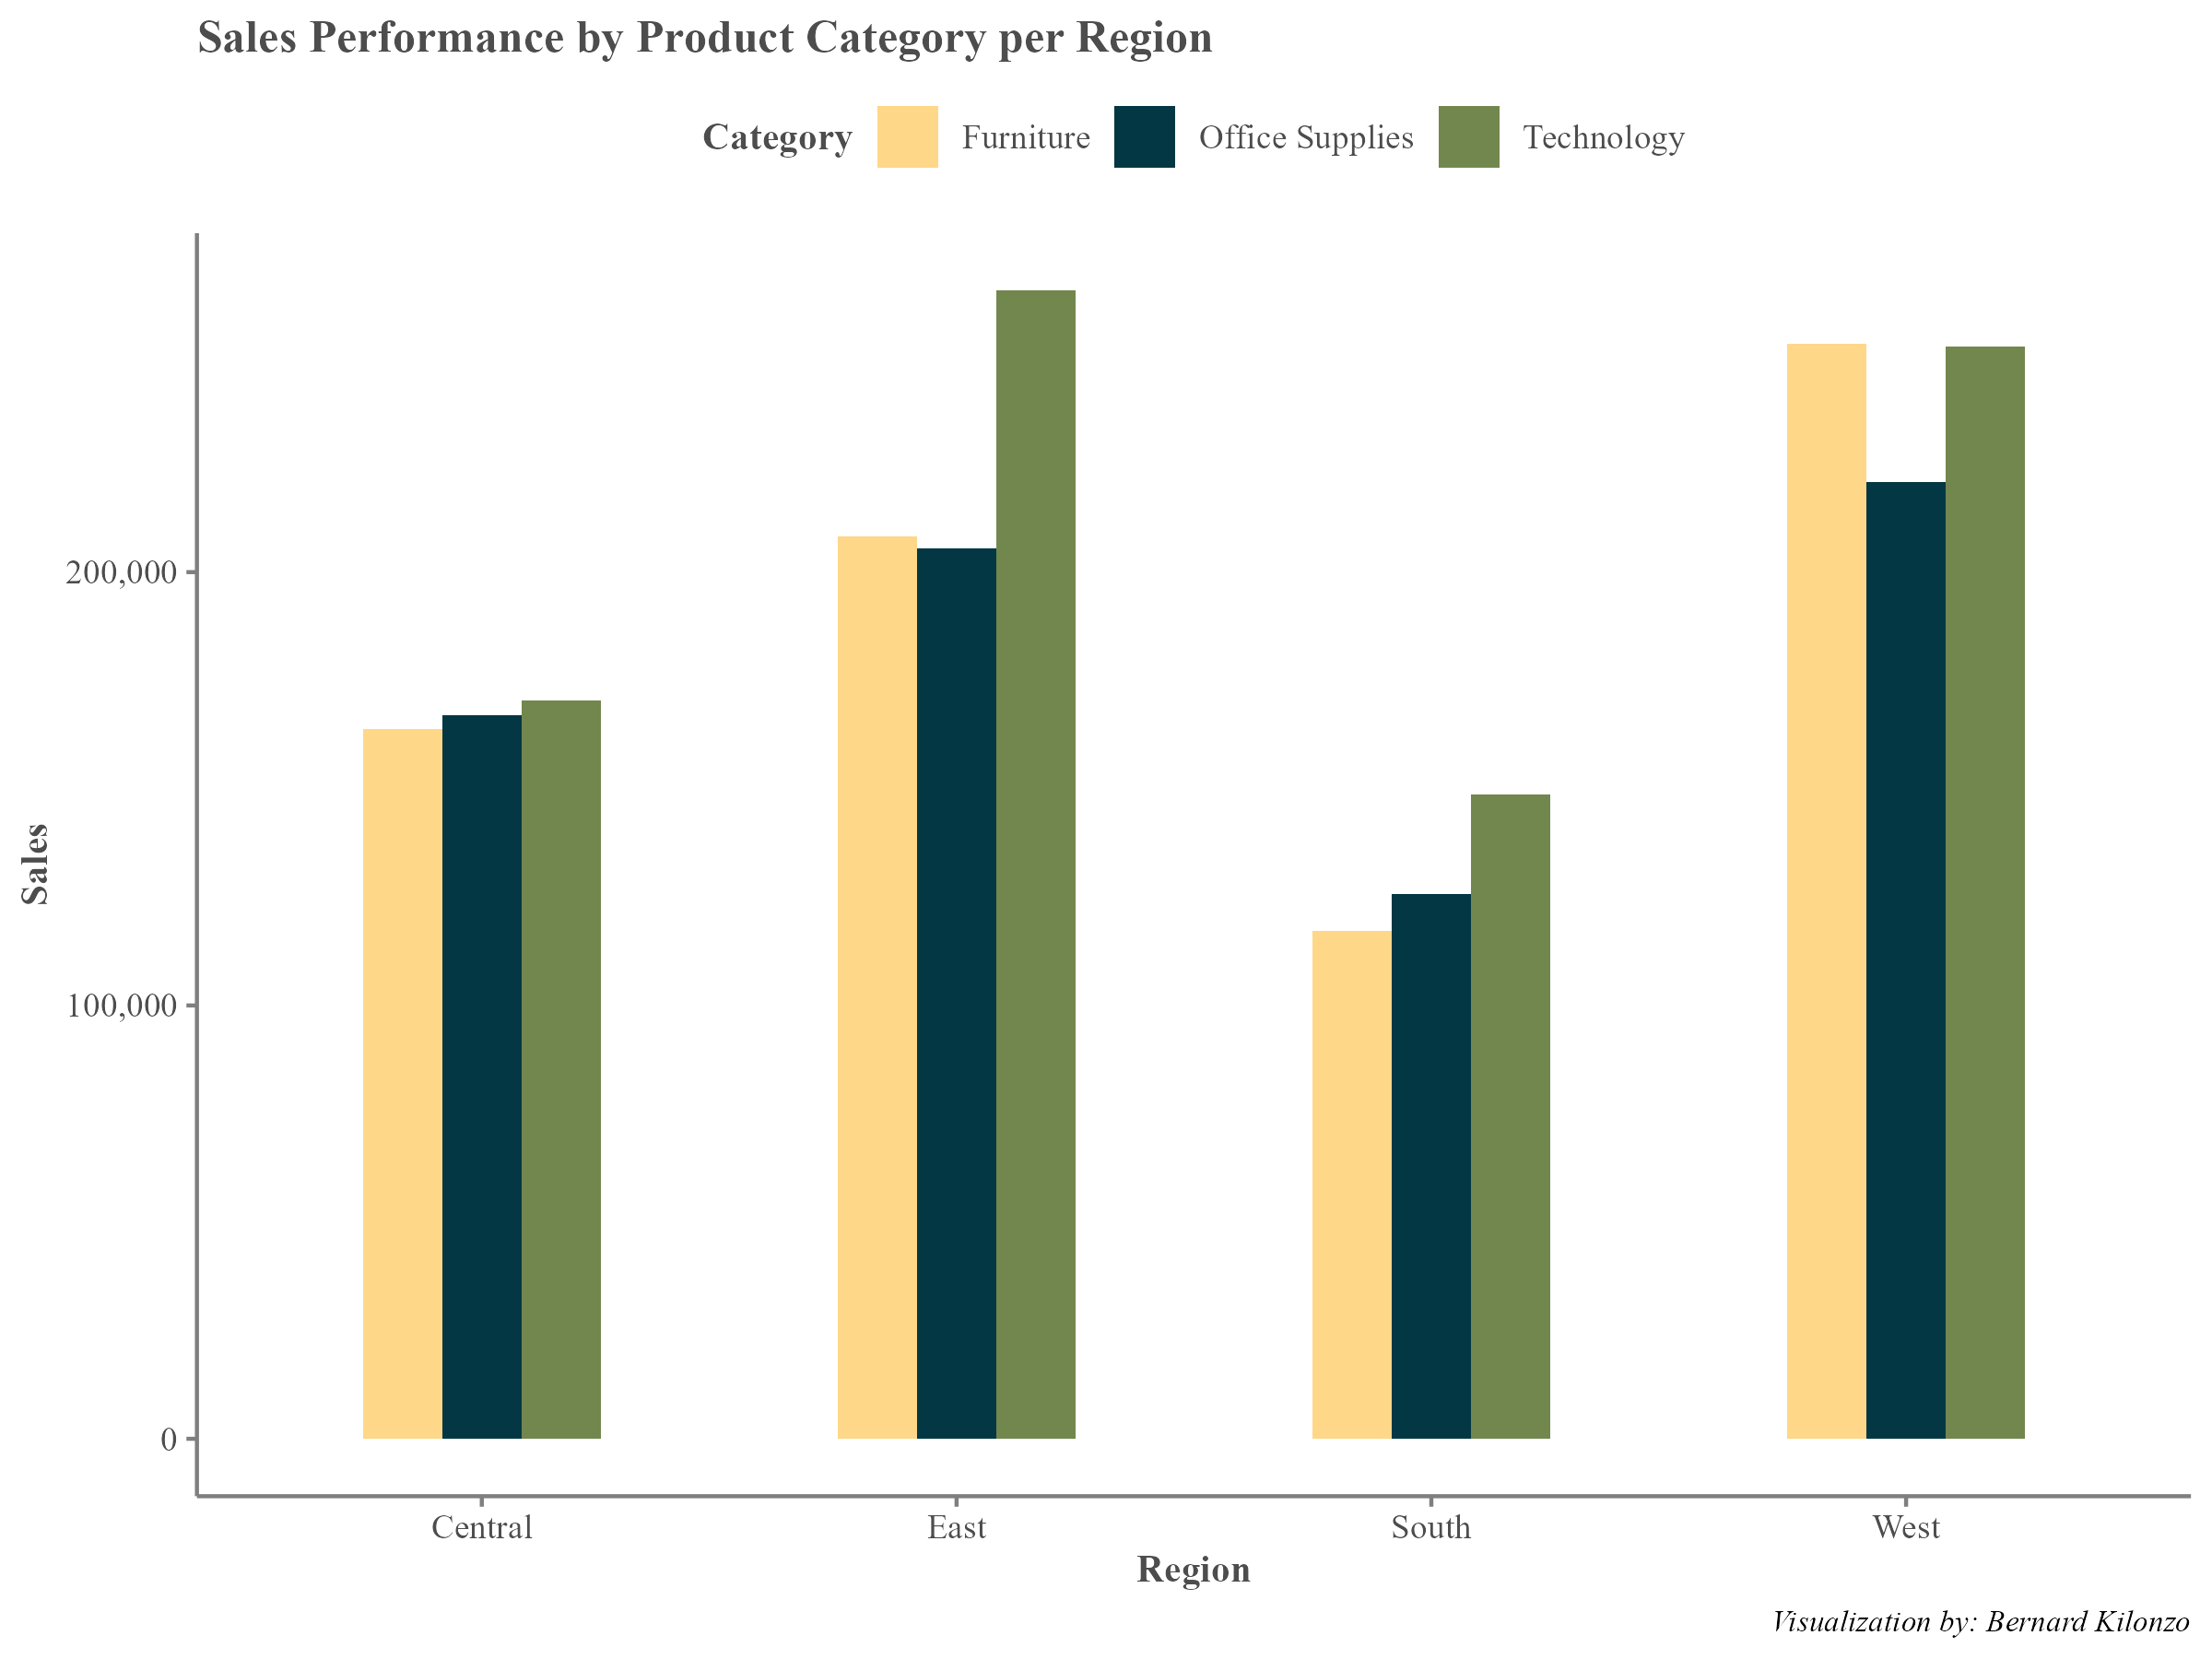 Sales Performance by Product Category per Region
Category Furniture Office Supplies Technology
Sales
200,000
100,000
0
Central East South West
Region
Visualization by: Bernard Kilonzo